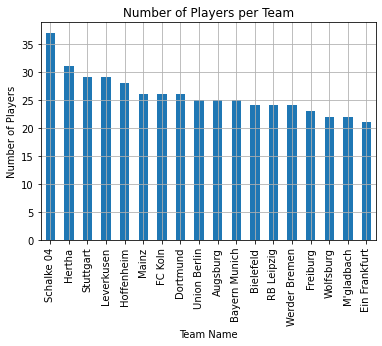 Number of Players per Team
Number of Players
35
30
25
20
15
10
5
0
Schalke 04
Hertha
Stuttgart
Leverkusen
Hoffenheim
Mainz
FC Koln
Dortmund
Union Berlin
Augsburg
Bayern Munich
Bielefeld
RB Leipzig
Werder Bremen
Freiburg
Wolfsburg
M'gladbach
Ein Frankfurt
Team Name